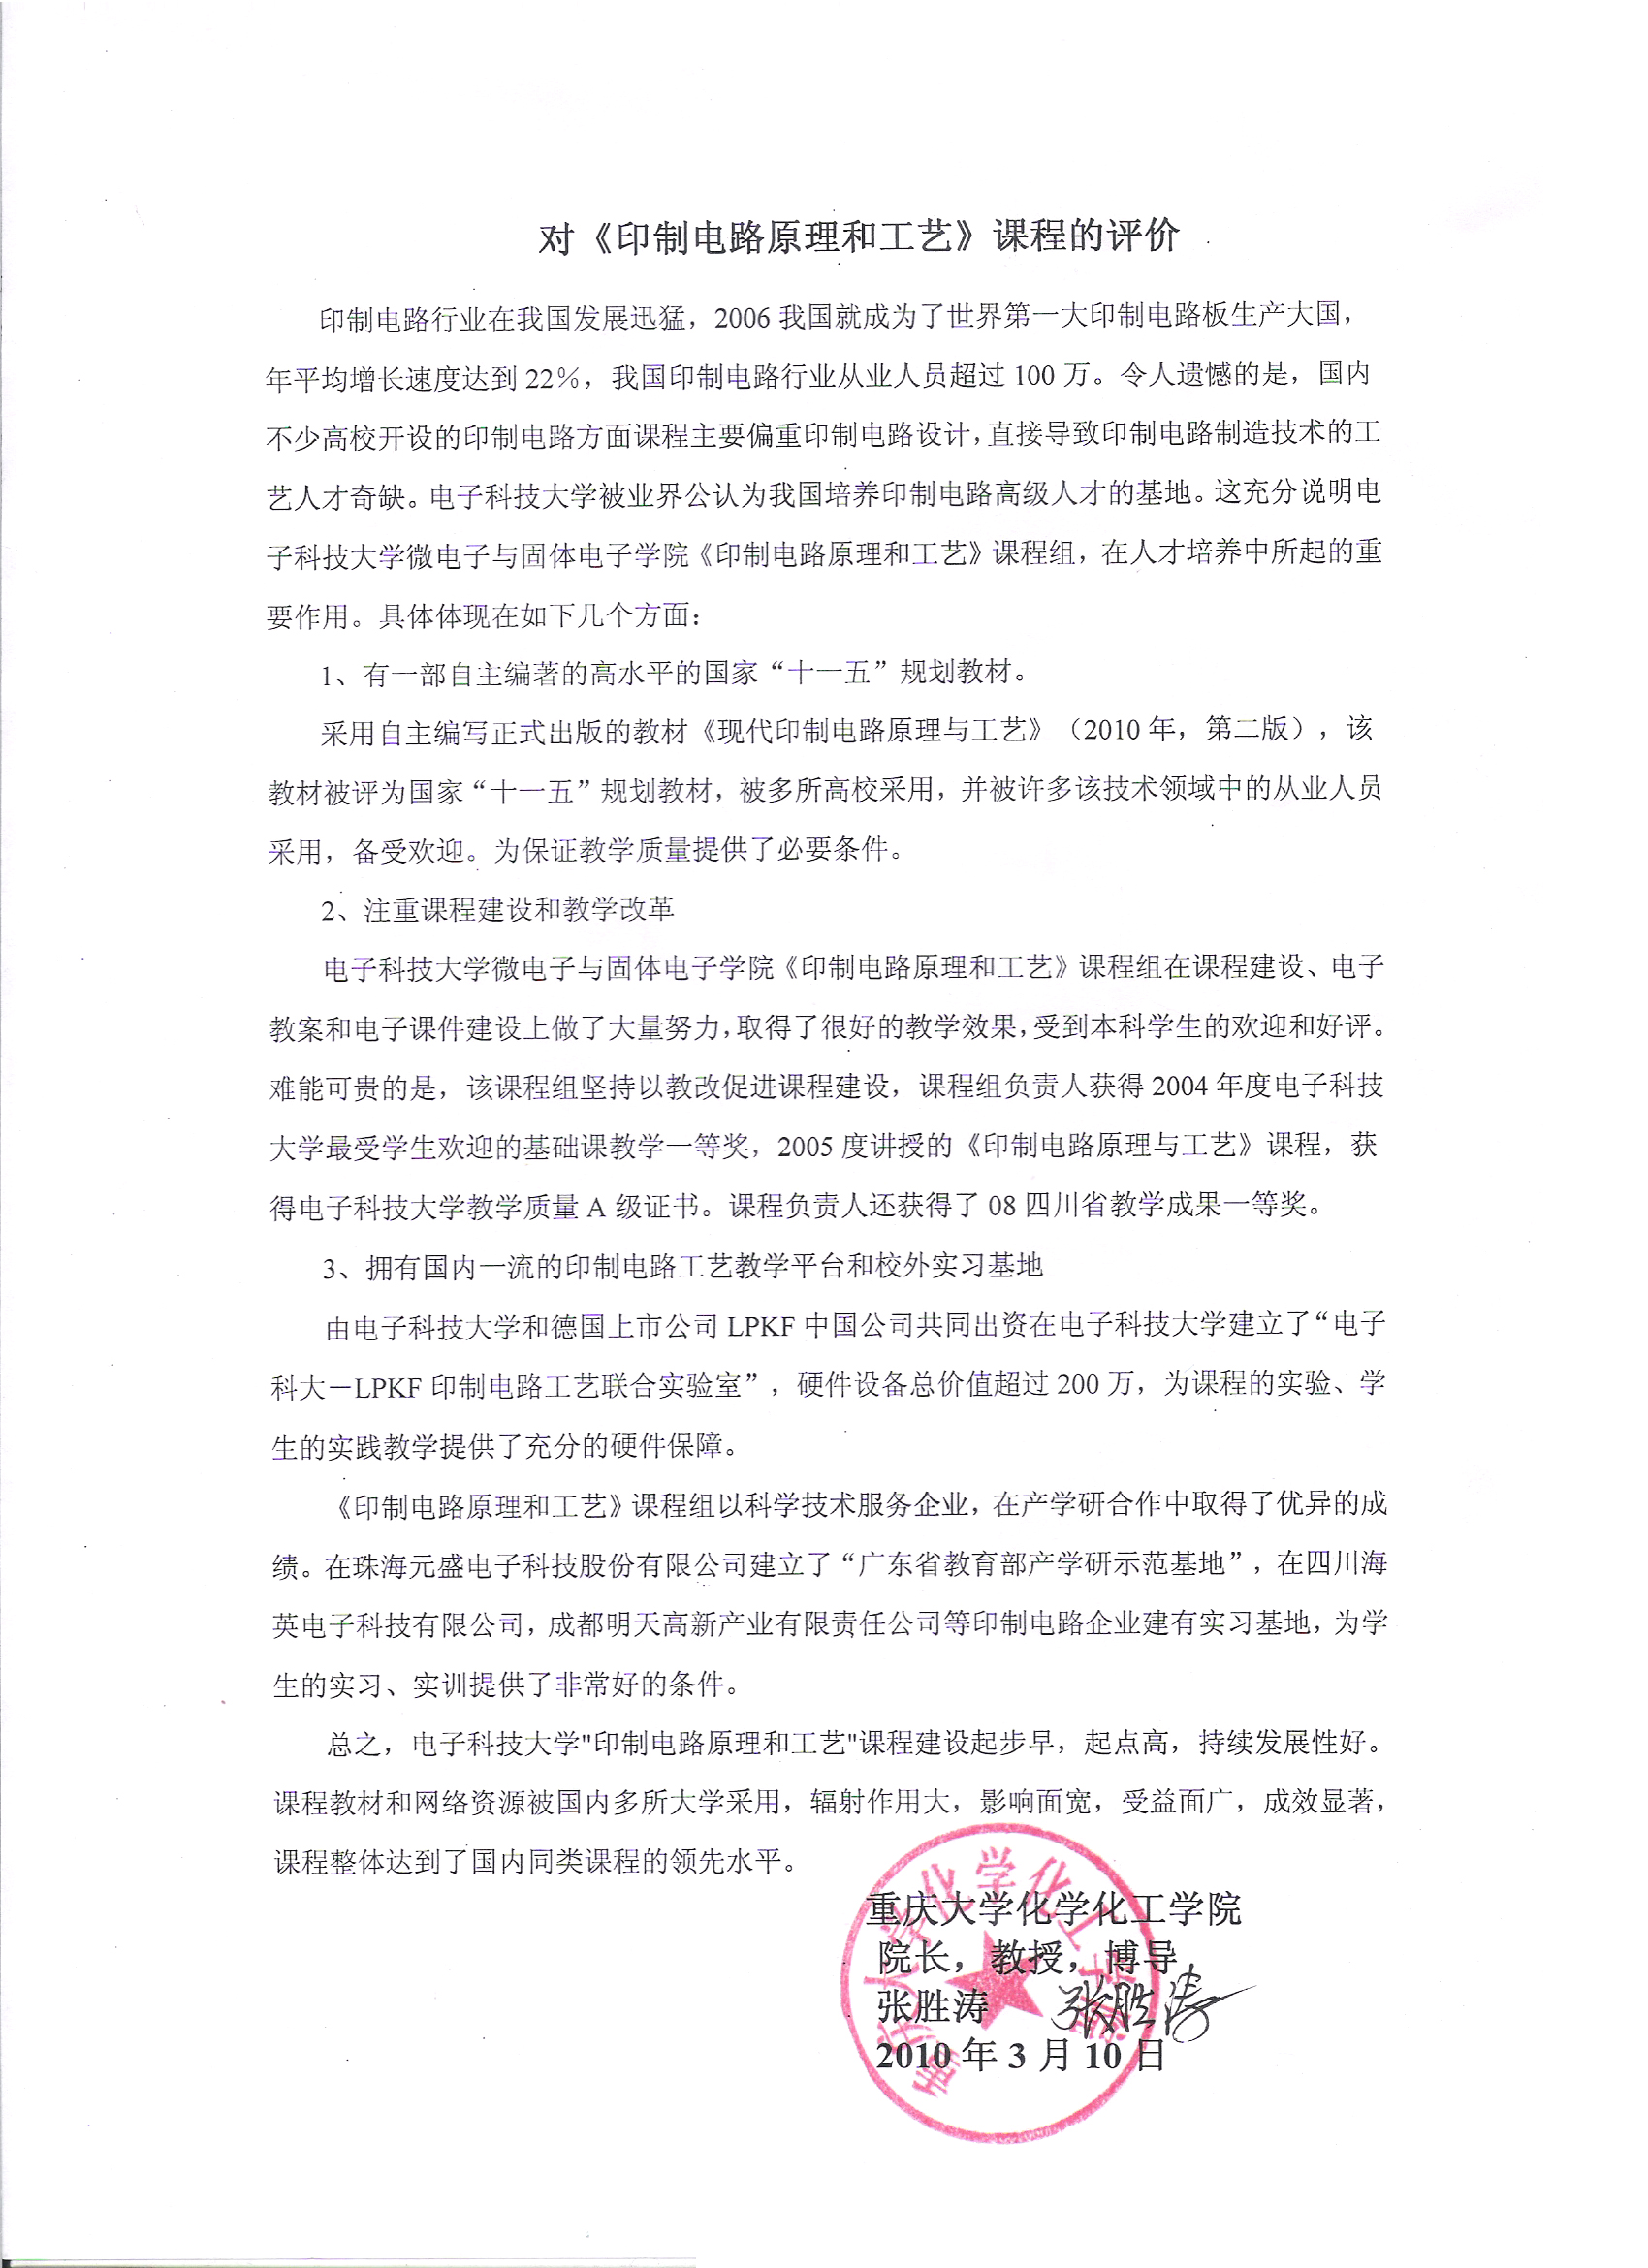 对《印制电路原理和工艺》课程的评价
印制电路行业在我国发展迅猛，2006 我国就成为了世界第一大印制电路板生产大国，
年平均增长速度达到 22%，我国印制电路行业从业人员超过 100 万。令人遗憾的是，国内
不少高校开设的印制电路方面课程主要偏重印制电路设计，直接导致印制电路制造技术的工
艺人才奇缺。电子科技大学被业界公认为我国培养印制电路高级人才的基地。这充分说明电
子科技大学微电子与固体电子学院《印制电路原理和工艺》课程组，在人才培养中所起的重
要作用。具体体现在如下几个方面：
1、有一部自主编著的高水平的国家“十一五”规划教材。
采用自主编写正式出版的教材《现代印制电路原理与工艺》（2010 年，第二版），该
教材被评为国家“十一五”规划教材，被多所高校采用，并被许多该技术领域中的从业人员
采用，备受欢迎。为保证教学质量提供了必要条件。
2、注重课程建设和教学改革
电子科技大学微电子与固体电子学院《印制电路原理和工艺》课程组在课程建设、电子
教案和电子课件建设上做了大量努力，取得了很好的教学效果，受到本科学生的欢迎和好评。
难能可贵的是，该课程组坚持以教改促进课程建设，课程组负责人获得 2004 年度电子科技
大学最受学生欢迎的基础课教学一等奖，2005 度讲授的《印制电路原理与工艺》课程，获
得电子科技大学教学质量 A 级证书。课程负责人还获得了 08 四川省教学成果一等奖。
3、拥有国内一流的印制电路工艺教学平台和校外实习基地
由电子科技大学和德国上市公司 LPKF 中国公司共同出资在电子科技大学建立了“电子
科大－LPKF 印制电路工艺联合实验室”，硬件设备总价值超过 200 万，为课程的实验、学
生的实践教学提供了充分的硬件保障。
《印制电路原理和工艺》课程组以科学技术服务企业，在产学研合作中取得了优异的成
绩。在珠海元盛电子科技股份有限公司建立了“广东省教育部产学研示范基地”，在四川海
英电子科技有限公司，成都明天高新产业有限责任公司等印制电路企业建有实习基地，为学
生的实习、实训提供了非常好的条件。
总之，电子科技大学"印制电路原理和工艺"课程建设起步早，起点高，持续发展性好。
课程教材和网络资源被国内多所大学采用，辐射作用大，影响面宽，受益面广，成效显著，
课程整体达到了国内同类课程的领先水平。
重庆大学化学化工学院
重庆大学化学化工学院
院长，教授，博导
张胜涛 张胜涛
2010 年 3 月 10 日